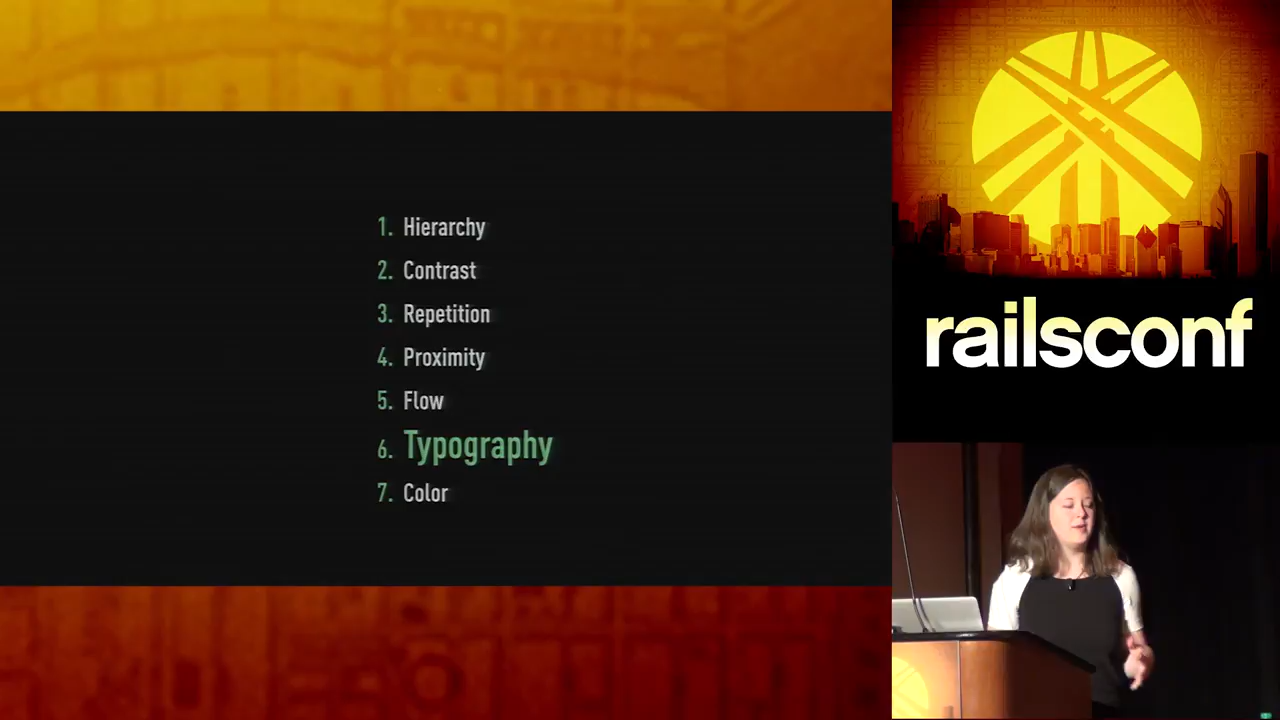 1. Hierarchy
2. Contrast
3. Repetition
4. Proximity
5. Flow
6. Typography
7. Color
railsconf